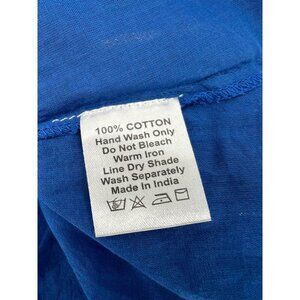 100% COTTON
Hand Wash Only
Do Not Bleach
Warm Iron
Line Dry Shade
Wash Separately
Made In India